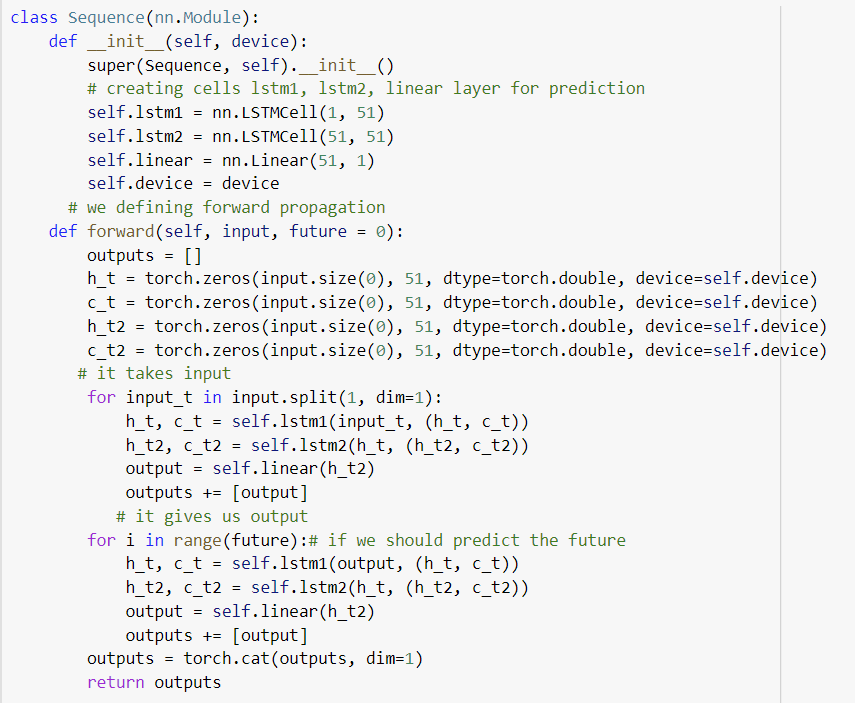 class Sequence(nn.Module):
    def __init__(self, device):
        super(Sequence, self).__init__()
        # creating cells lstm1, lstm2, linear layer for prediction
        self.lstm1 = nn.LSTMCell(1, 51)
        self.lstm2 = nn.LSTMCell(51, 51)
        self.linear = nn.Linear(51, 1)
        self.device = device
      # we defining forward propagation
    def forward(self, input, future = 0):
        outputs = []
        h_t = torch.zeros(input.size(0), 51, dtype=torch.double, device=self.device)
        c_t = torch.zeros(input.size(0), 51, dtype=torch.double, device=self.device)
        h_t2 = torch.zeros(input.size(0), 51, dtype=torch.double, device=self.device)
        c_t2 = torch.zeros(input.size(0), 51, dtype=torch.double, device=self.device)
       # it takes input
        for input_t in input.split(1, dim=1):
            h_t, c_t = self.lstm1(input_t, (h_t, c_t))
            h_t2, c_t2 = self.lstm2(h_t, (h_t2, c_t2))
            output = self.linear(h_t2)
            outputs += [output]
           # it gives us output
        for i in range(future):# if we should predict the future
            h_t, c_t = self.lstm1(output, (h_t, c_t))
            h_t2, c_t2 = self.lstm2(h_t, (h_t2, c_t2))
            output = self.linear(h_t2)
            outputs += [output]
        outputs = torch.cat(outputs, dim=1)
        return outputs